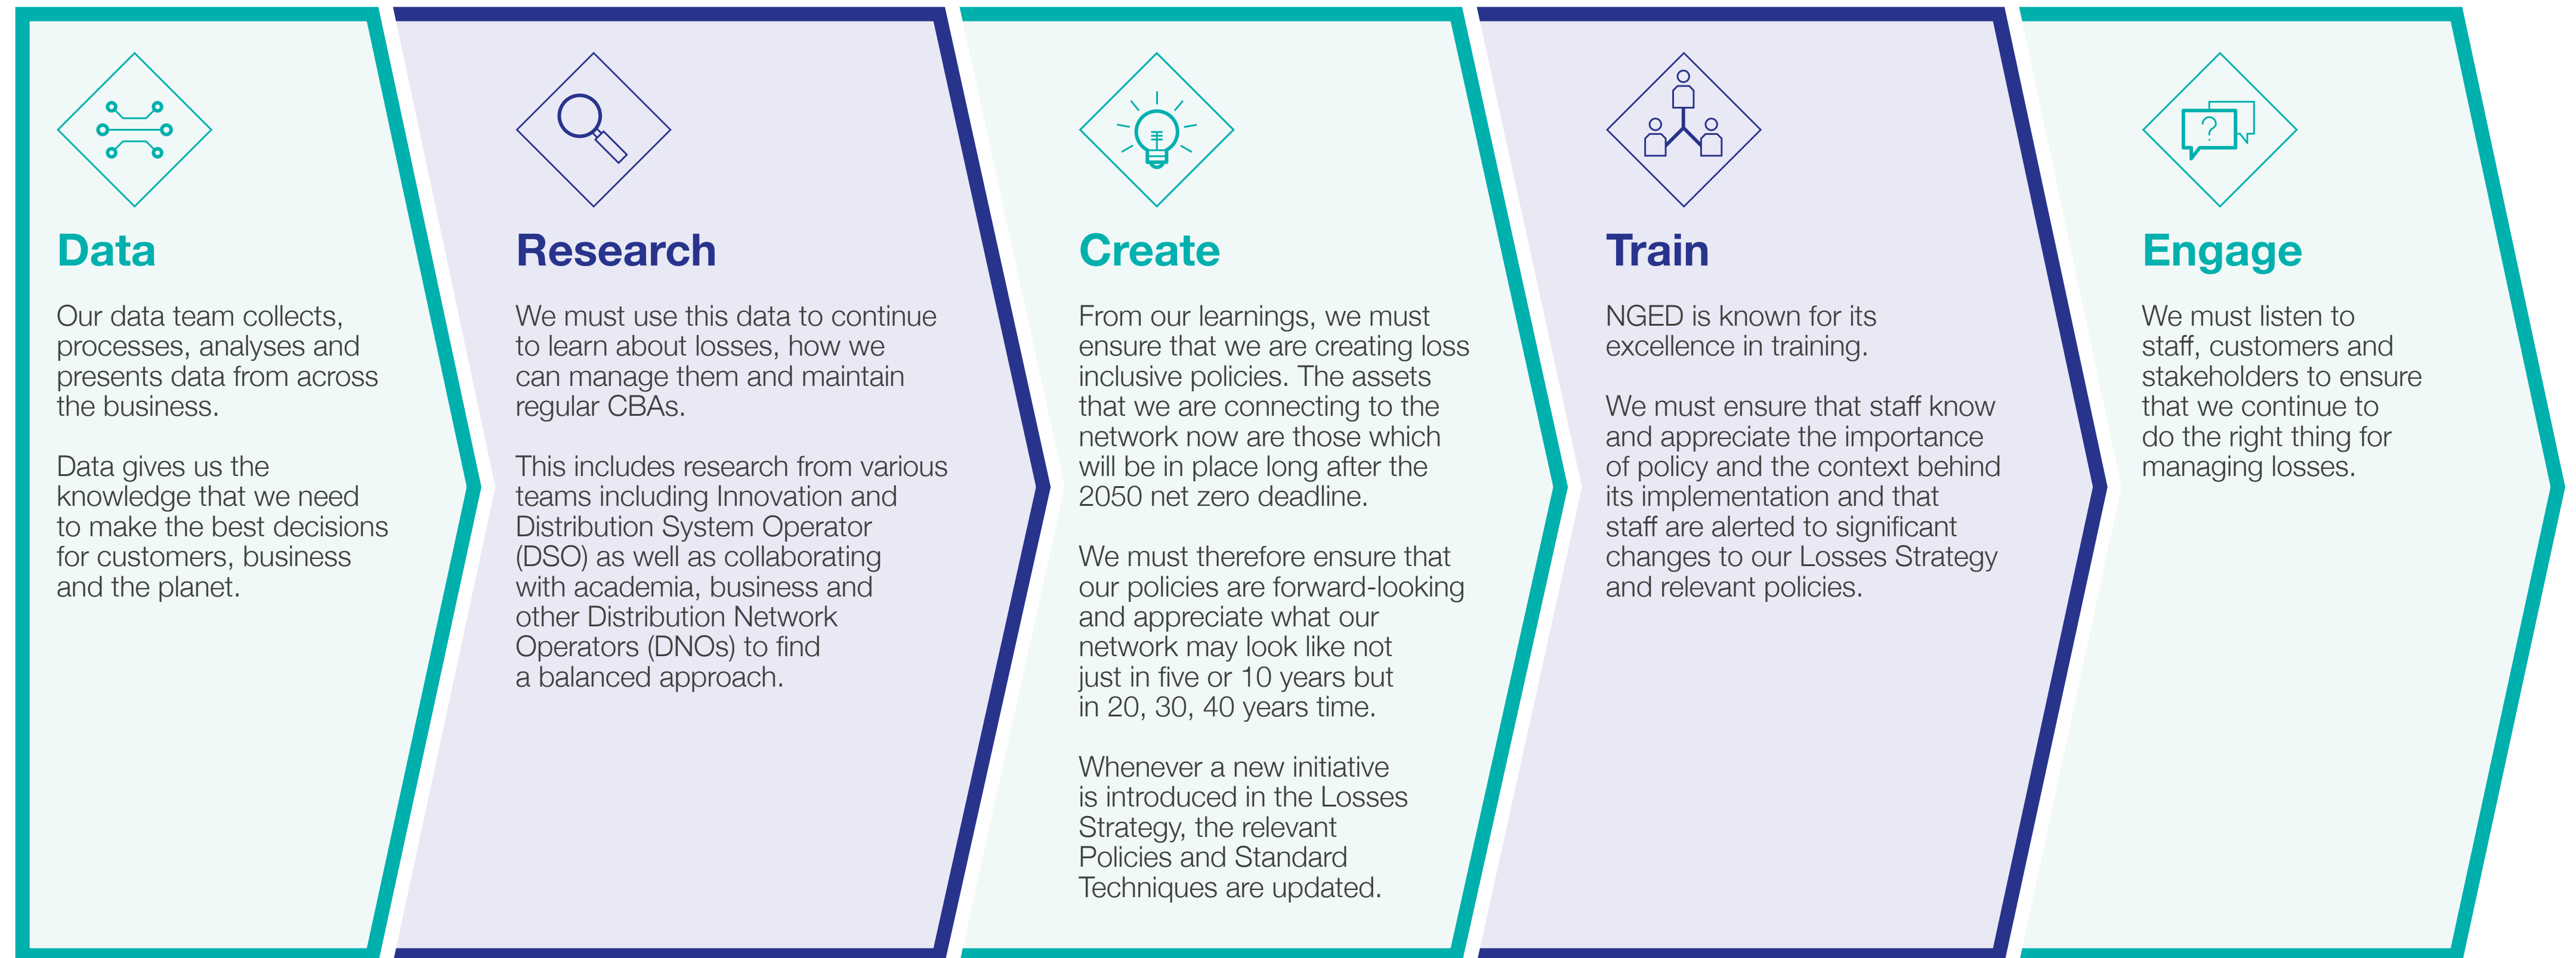 Data
Our data team collects,
processes, analyses and
presents data from across
the business.
Data gives us the
knowledge that we need
to make the best decisions
for customers, business
and the planet.
Research
We must use this data to continue
to learn about losses, how we
can manage them and maintain
regular CBAs.
This includes research from various
teams including Innovation and
Distribution System Operator
(DSO) as well as collaborating
with academia, business and
other Distribution Network
Operators (DNOs) to find
a balanced approach.
Create
From our learnings, we must
ensure that we are creating loss
inclusive policies. The assets
that we are connecting to the
network now are those which
will be in place long after the
2050 net zero deadline.
We must therefore ensure that
our policies are forward-looking
and appreciate what our
network may look like not
just in five or 10 years but
in 20, 30, 40 years time.
Whenever a new initiative
is introduced in the Losses
Strategy, the relevant
Policies and Standard
Techniques are updated.
Train
NGED is known for its
excellence in training.
We must ensure that staff know
and appreciate the importance
of policy and the context behind
its implementation and that
staff are alerted to significant
changes to our Losses Strategy
and relevant policies.
?
Engage
We must listen to
staff, customers and
stakeholders to ensure
that we continue to
do the right thing for
managing losses.